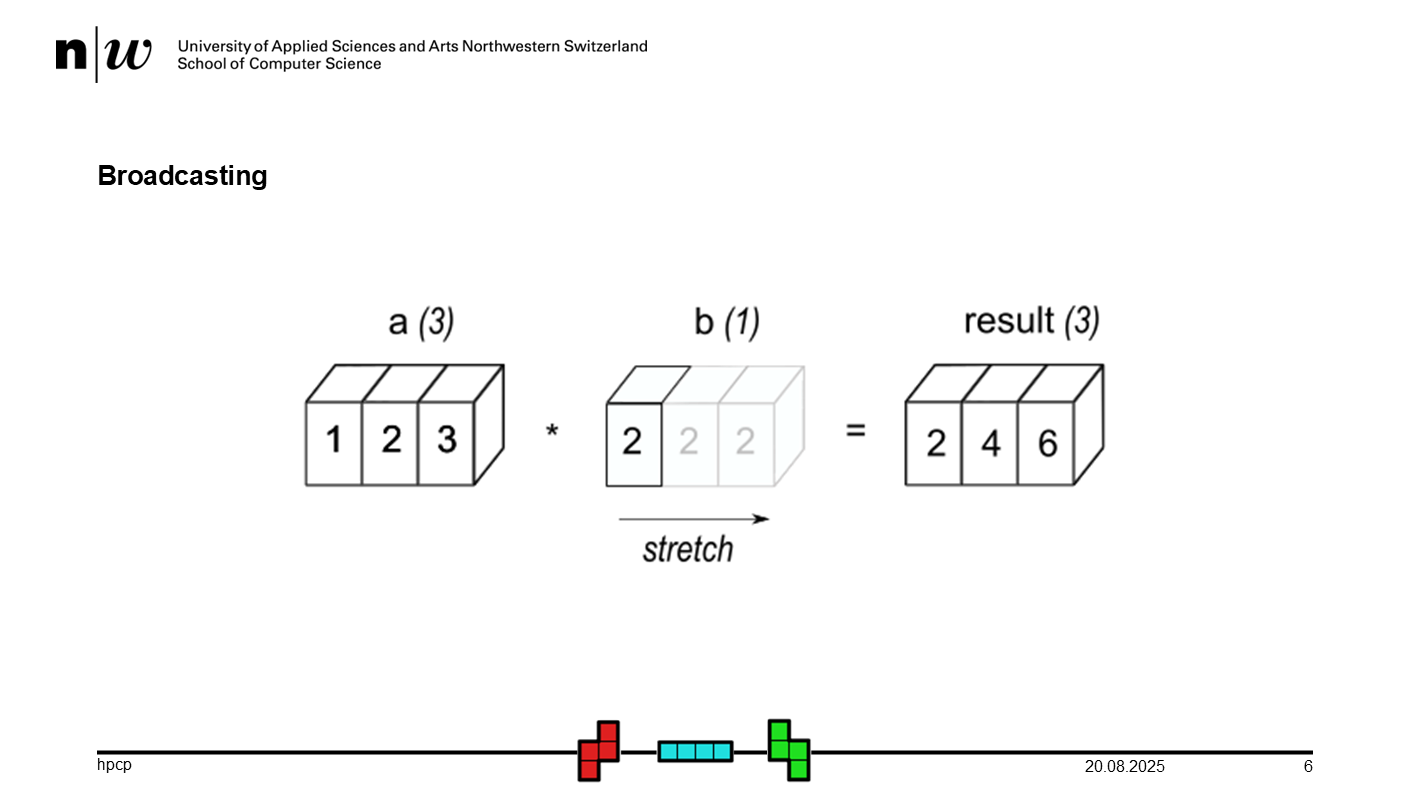 n|w University of Applied Sciences and Arts Northwestern Switzerland
School of Computer Science
Broadcasting
a (3) b (1) result (3)
1 2 3 * 2 2 2 = 2 4 6
stretch
hpcp 20.08.2025 6